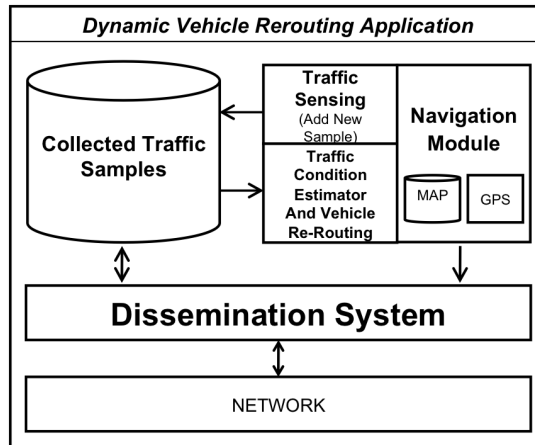 Dynamic Vehicle Rerouting Application
Collected Traffic
Samples
Traffic
Sensing
(Add New
Sample)
Traffic
Condition
Estimator
And Vehicle
Re-Routing
Navigation
Module
MAP
GPS
Dissemination System
NETWORK